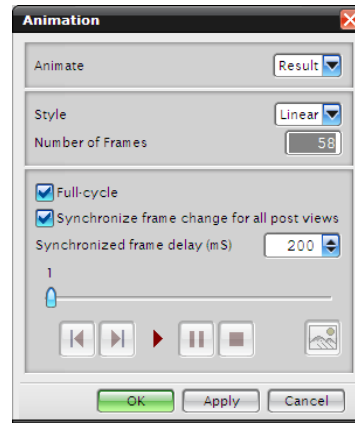 Animation
Animate Result
Style Linear
Number of Frames 58
Full-cycle
Synchronize frame change for all post views
Synchronized frame delay (mS) 200
1
OK Apply Cancel